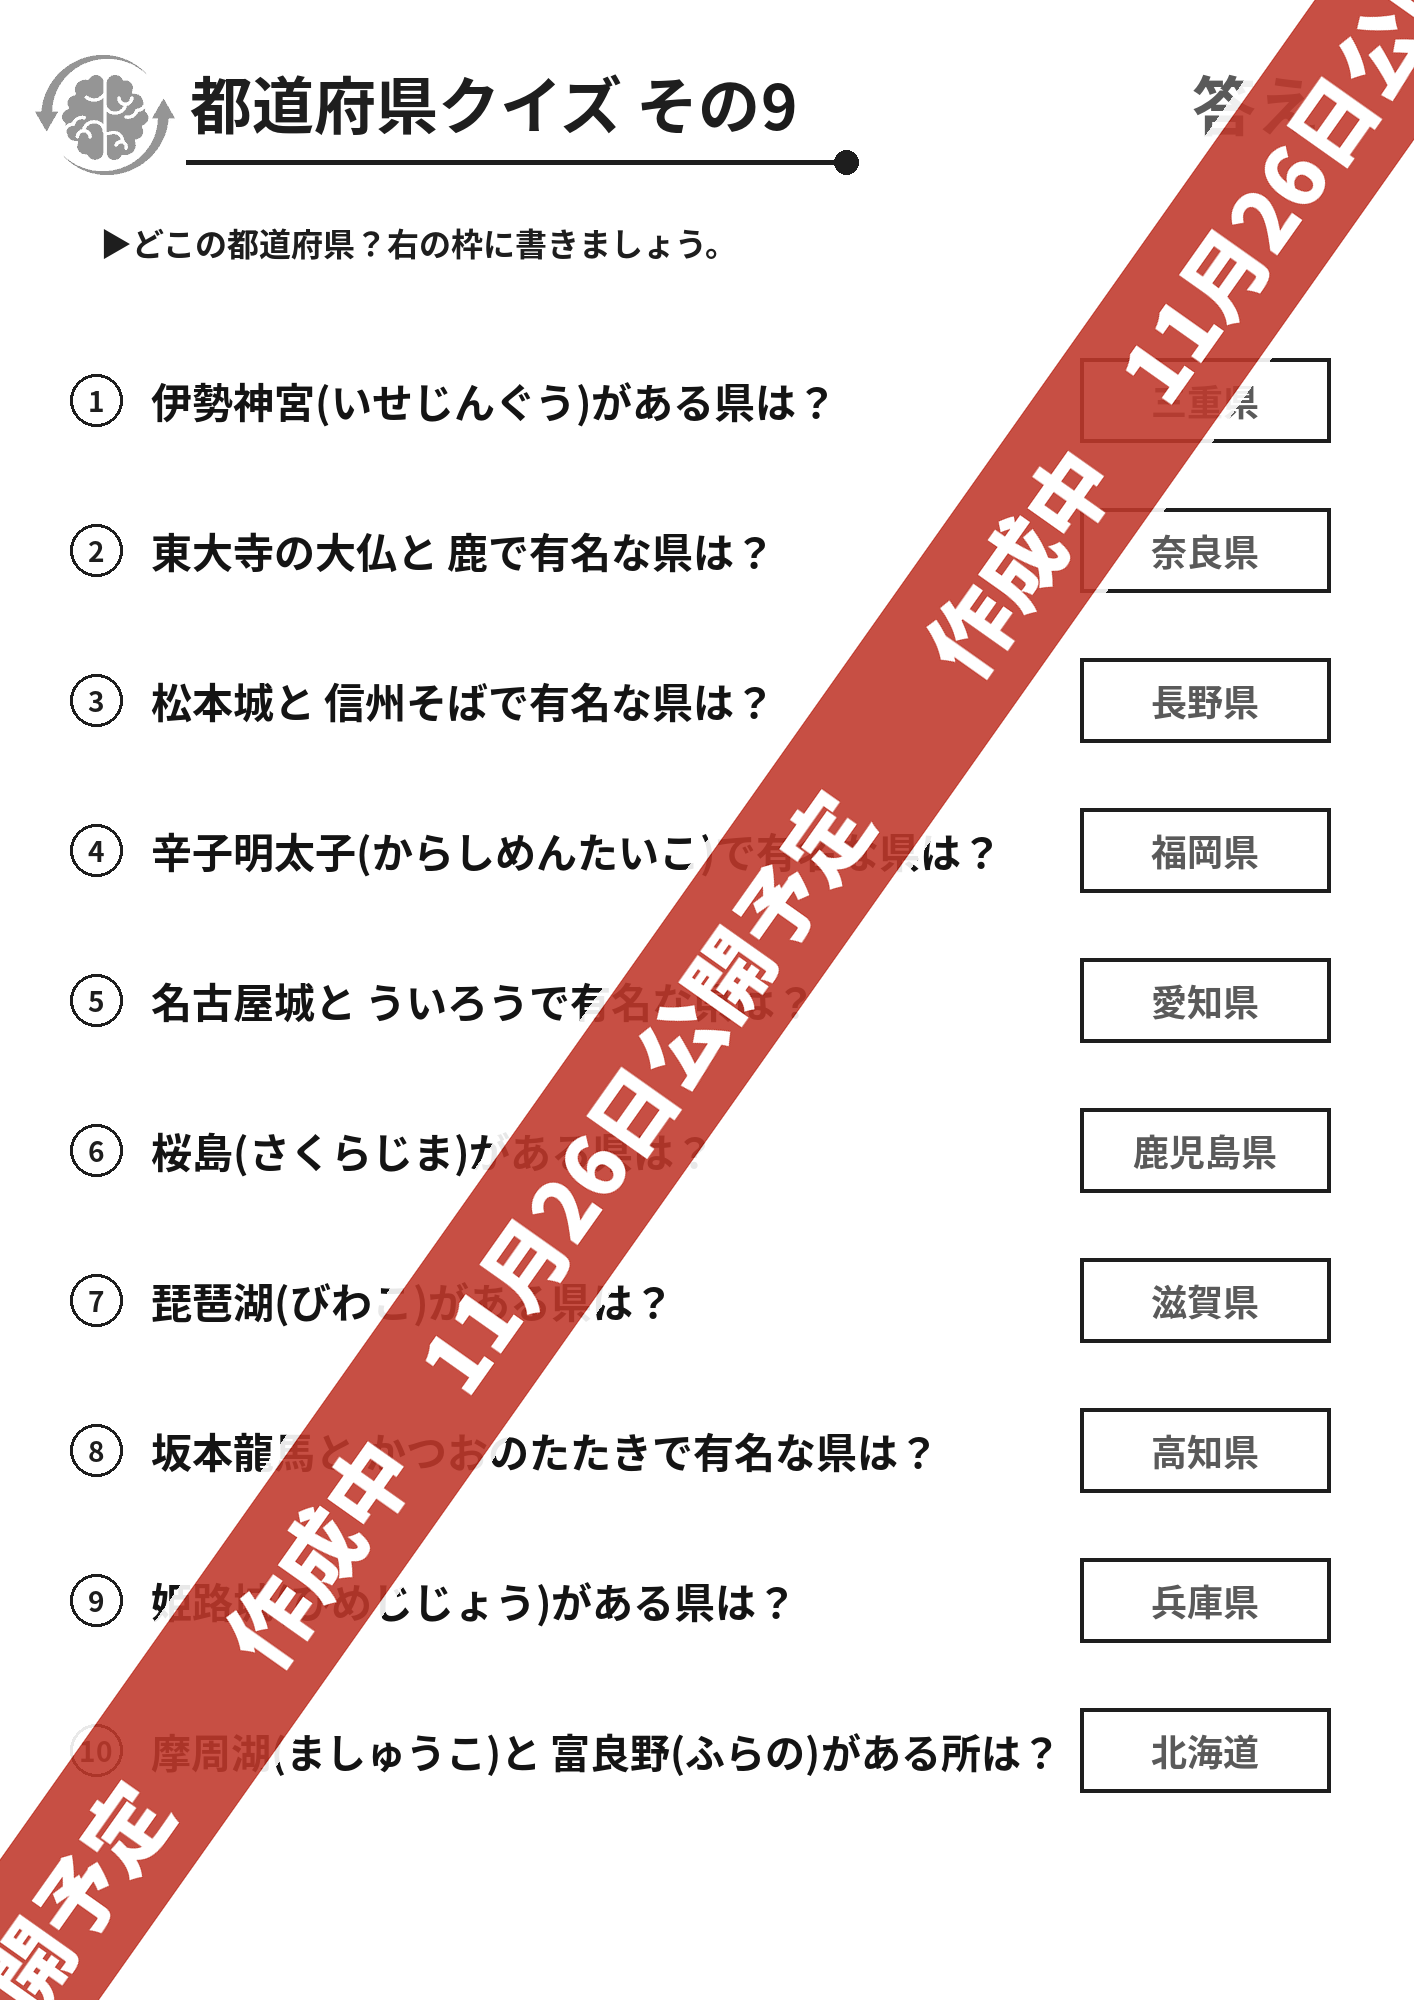 都道府県クイズ その9
答え
▶どこの都道府県？右の枠に書きましょう。
1 伊勢神宮(いせじんぐう)がある県は？ 三重県
2 東大寺の大仏と 鹿で有名な県は？ 奈良県
3 松本城と 信州そばで有名な県は？ 長野県
4 辛子明太子(からしめんたいこ)で有名な県は？ 福岡県
5 名古屋城と ういろうで有名な県は？ 愛知県
6 桜島(さくらじま)がある県は？ 鹿児島県
7 琵琶湖(びわこ)がある県は？ 滋賀県
8 坂本龍馬と かつおのたたきで有名な県は？ 高知県
9 姫路城(ひめじじょう)がある県は？ 兵庫県
10 摩周湖(ましゅうこ)と 富良野(ふらの)がある所は？ 北海道
開予定 作成中 11月26日公開予定 作成中 11月26日公